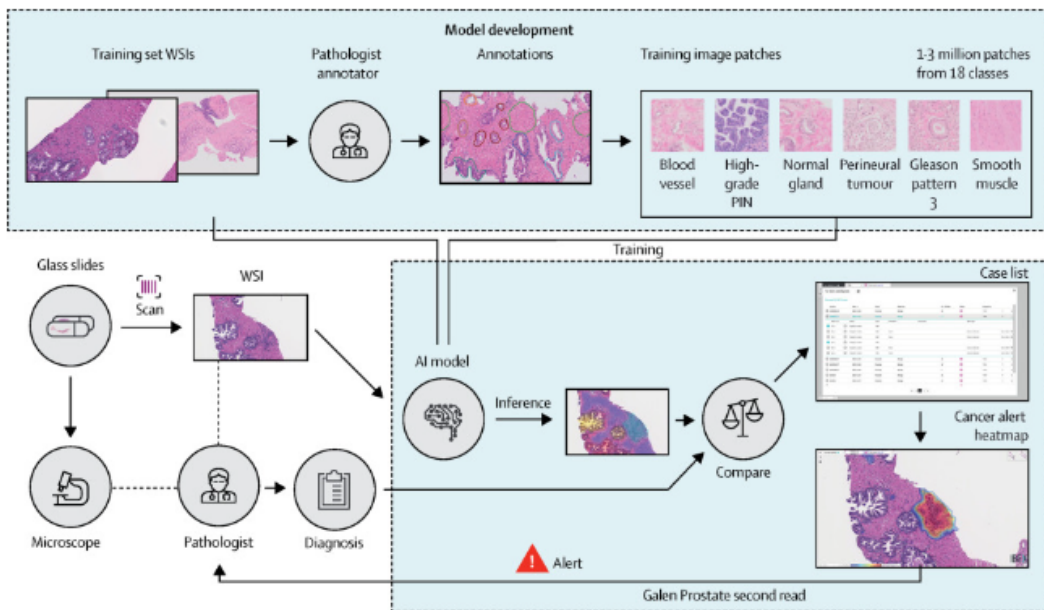 Model development
Training set WSIs
Pathologist
annotator
Annotations
Training image patches
1·3 million patches
from 18 classes
Blood
vessel
High-
grade
PIN
Normal
gland
Perineural
tumour
Gleason
pattern
3
Smooth
muscle
Training
Glass slides
Scan
WSI
AI model
Inference
Compare
Case list
Cancer alert
heatmap
Microscope
Pathologist
Diagnosis
Alert
Galen Prostate second read